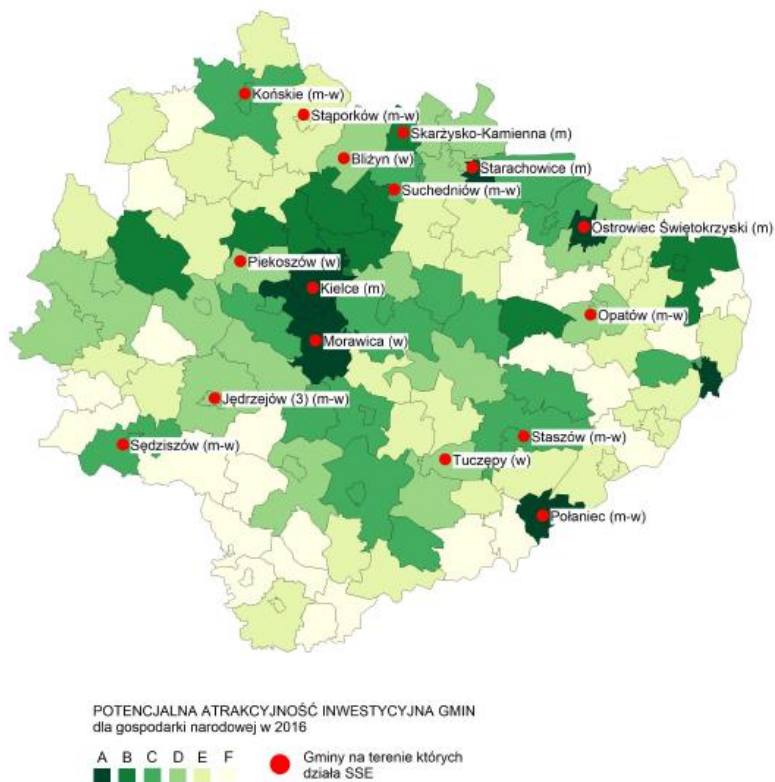 Końskie (m-w)
Stąporków (m-w)
Skarżysko-Kamienna (m)
Bliżyn (w)
Starachowice (m)
Suchedniów (m-w)
Ostrowiec Świętokrzyski (m)
Piekoszów (w)
Kielce (m)
Opatów (m-w)
Morawica (w)
Jędrzejów (3) (m-w)
Staszów (m-w)
Sędziszów (m-w)
Tuczępy (w)
Połaniec (m-w)
POTENCJALNA ATRAKCYJNOŚĆ INWESTYCYJNA GMIN
dla gospodarki narodowej w 2016
A B C D E F
Gminy na terenie których
działa SSE